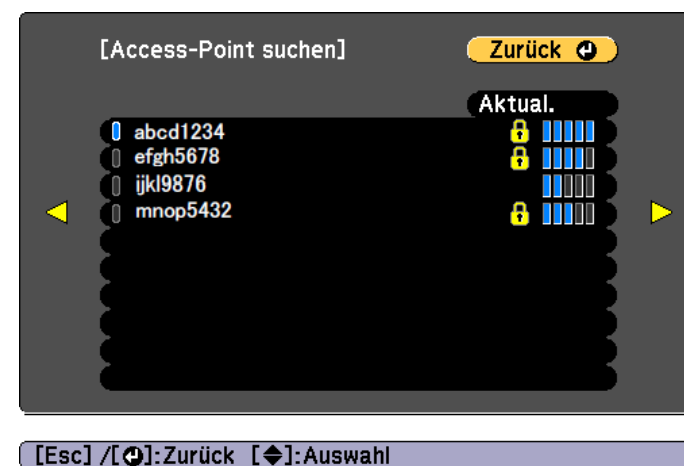 [Access-Point suchen]
Zurück
Aktual.
abcd1234
efgh5678
ijkl9876
mnop5432
[Esc] /[]:Zurück []:Auswahl